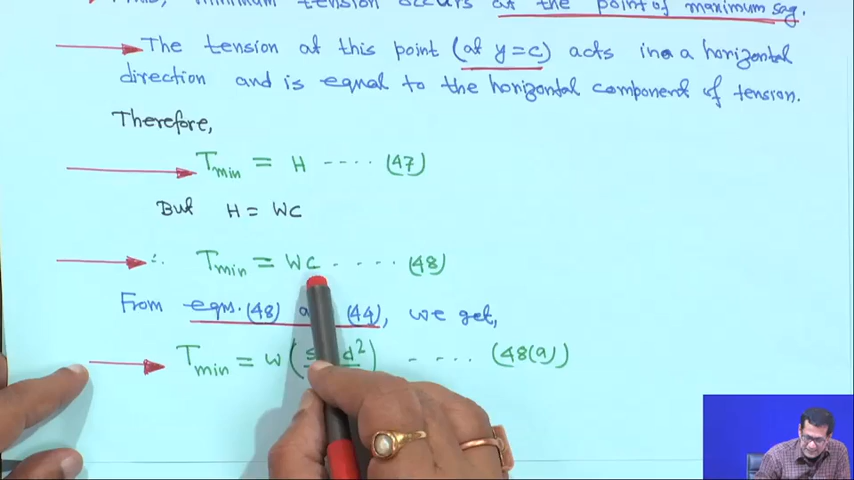 minimum tension occurs at the point of maximum sag.
The tension at this point (at y=c) acts in a horizontal
direction and is equal to the horizontal component of tension.
Therefore,
Tmin = H ---- (47)
But H = WC
∴ Tmin = WC - ---- (48)
From eqns.(48) (44), we get,
Tmin = W( d²) - ---- (48(a))